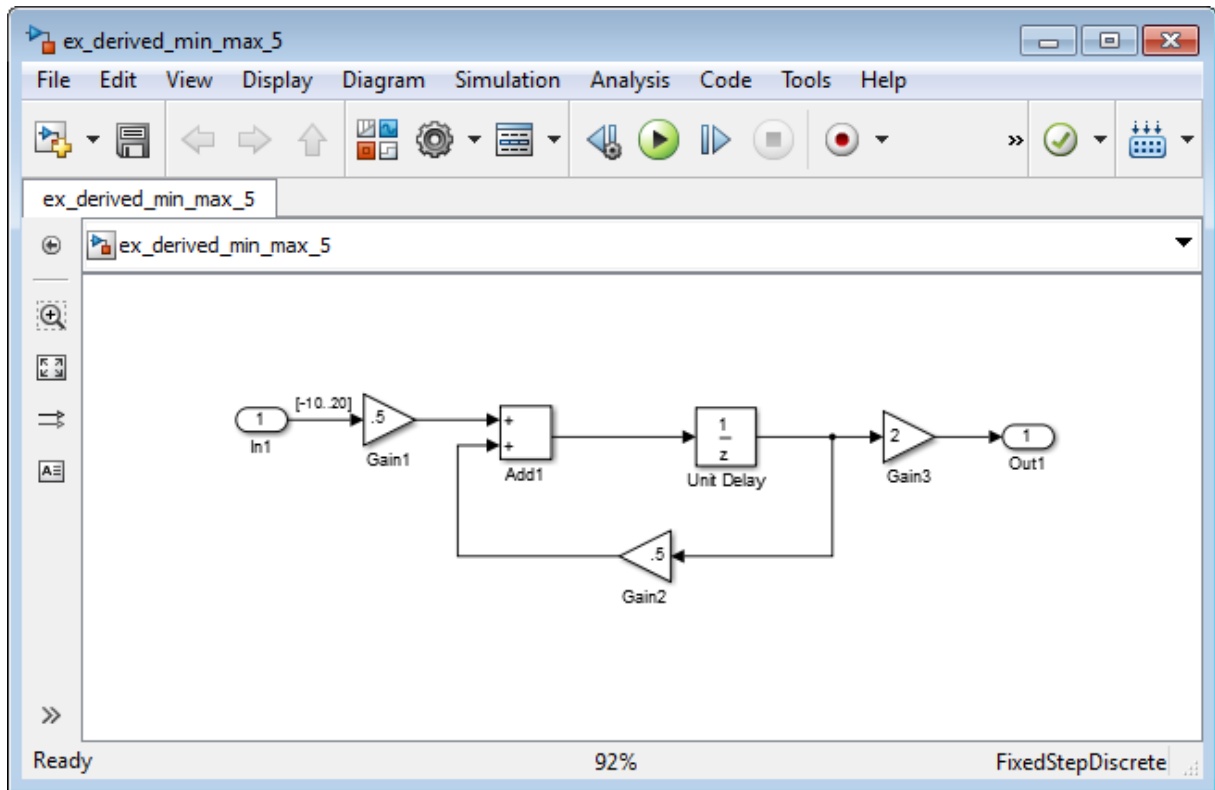 ex_derived_min_max_5
File Edit View Display Diagram Simulation Analysis Code Tools Help
»
ex_derived_min_max_5
ex_derived_min_max_5
[-10..20]
1
In1
.5
Gain1
+
+
Add1
1
z
Unit Delay
2
Gain3
1
Out1
.5
Gain2
»
Ready 92% FixedStepDiscrete